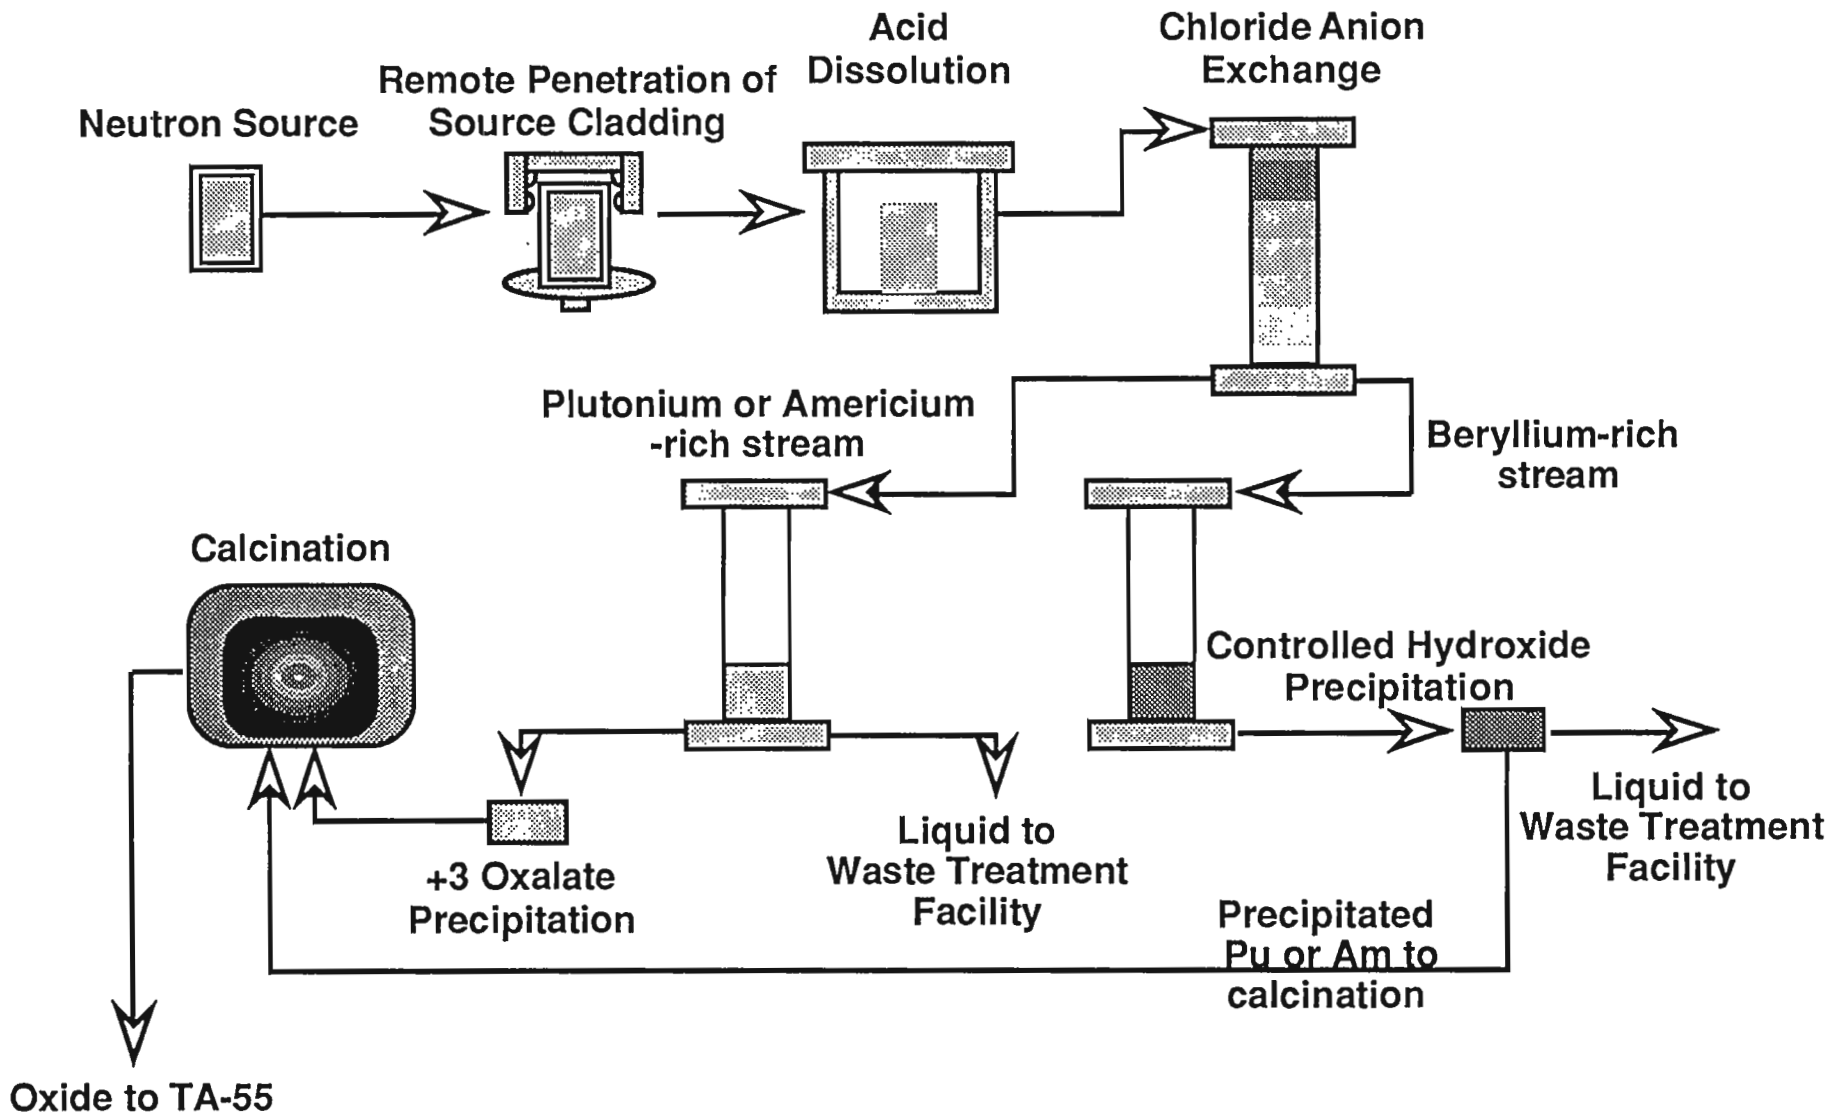 Neutron Source
Remote Penetration of
Source Cladding
Acid
Dissolution
Chloride Anion
Exchange
Plutonium or Americium
-rich stream
Beryllium-rich
stream
Calcination
Controlled Hydroxide
Precipitation
Liquid to
Waste Treatment
Facility
Liquid to
Waste Treatment
Facility
+3 Oxalate
Precipitation
Precipitated
Pu or Am to
calcination
Oxide to TA-55